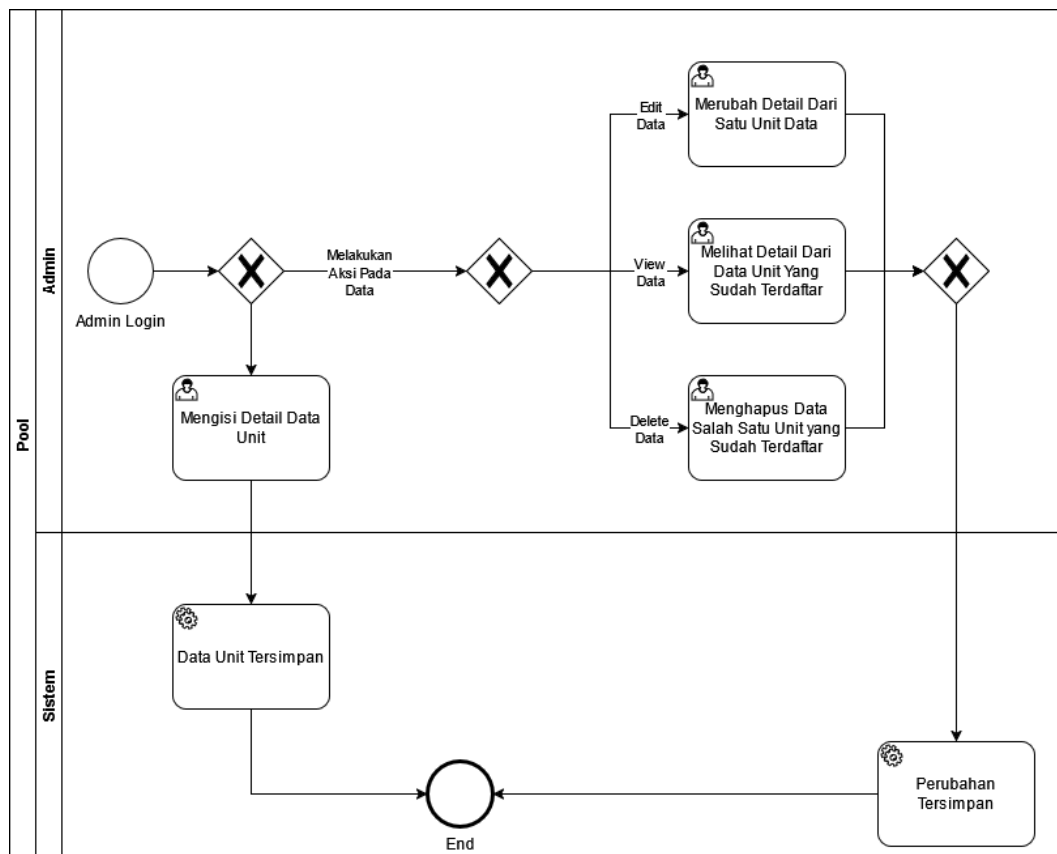 Pool
Admin
Admin Login
Melakukan
Aksi Pada
Data
Edit
Data
Merubah Detail Dari
Satu Unit Data
View
Data
Melihat Detail Dari
Data Unit Yang
Sudah Terdaftar
Delete
Data
Menghapus Data
Salah Satu Unit yang
Sudah Terdaftar
Mengisi Detail Data
Unit
Sistem
Data Unit Tersimpan
End
Perubahan
Tersimpan